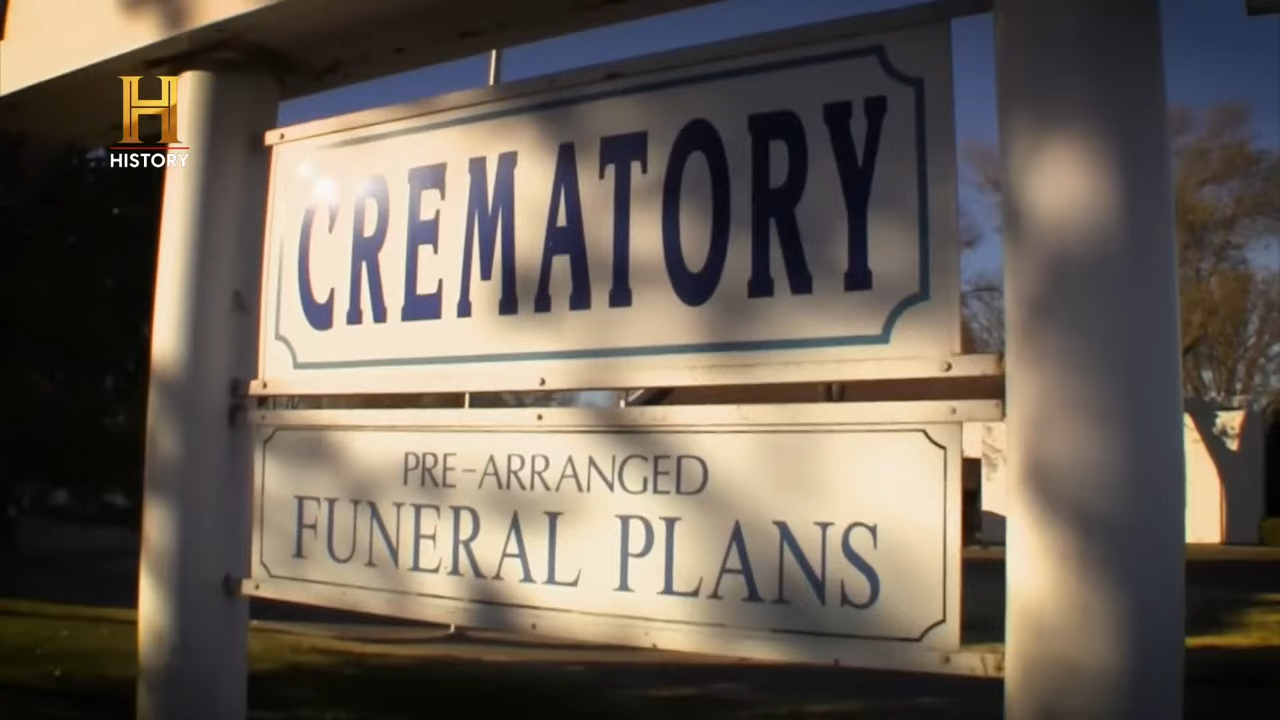 H
HISTORY
CREMATORY
PRE-ARRANGED
FUNERAL PLANS